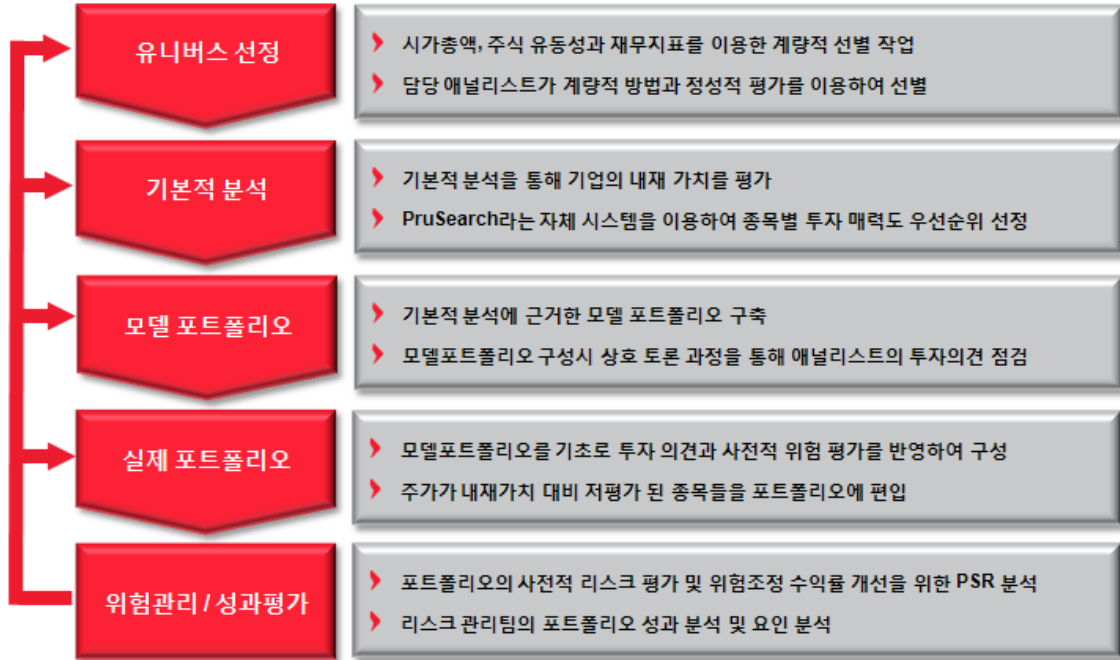 유니버스 선정
시가총액, 주식 유동성과 재무지표를 이용한 계량적 선별 작업
담당 애널리스트가 계량적 방법과 정성적 평가를 이용하여 선별
기본적 분석
기본적 분석을 통해 기업의 내재 가치를 평가
PruSearch라는 자체 시스템을 이용하여 종목별 투자 매력도 우선순위 선정
모델 포트폴리오
기본적 분석에 근거한 모델 포트폴리오 구축
모델포트폴리오 구성시 상호 토론 과정을 통해 애널리스트의 투자의견 점검
실제 포트폴리오
모델포트폴리오를 기초로 투자 의견과 사전적 위험 평가를 반영하여 구성
주가가 내재가치 대비 저평가 된 종목들을 포트폴리오에 편입
위험관리 / 성과평가
포트폴리오의 사전적 리스크 평가 및 위험조정 수익률 개선을 위한 PSR 분석
리스크 관리팀의 포트폴리오 성과 분석 및 요인 분석